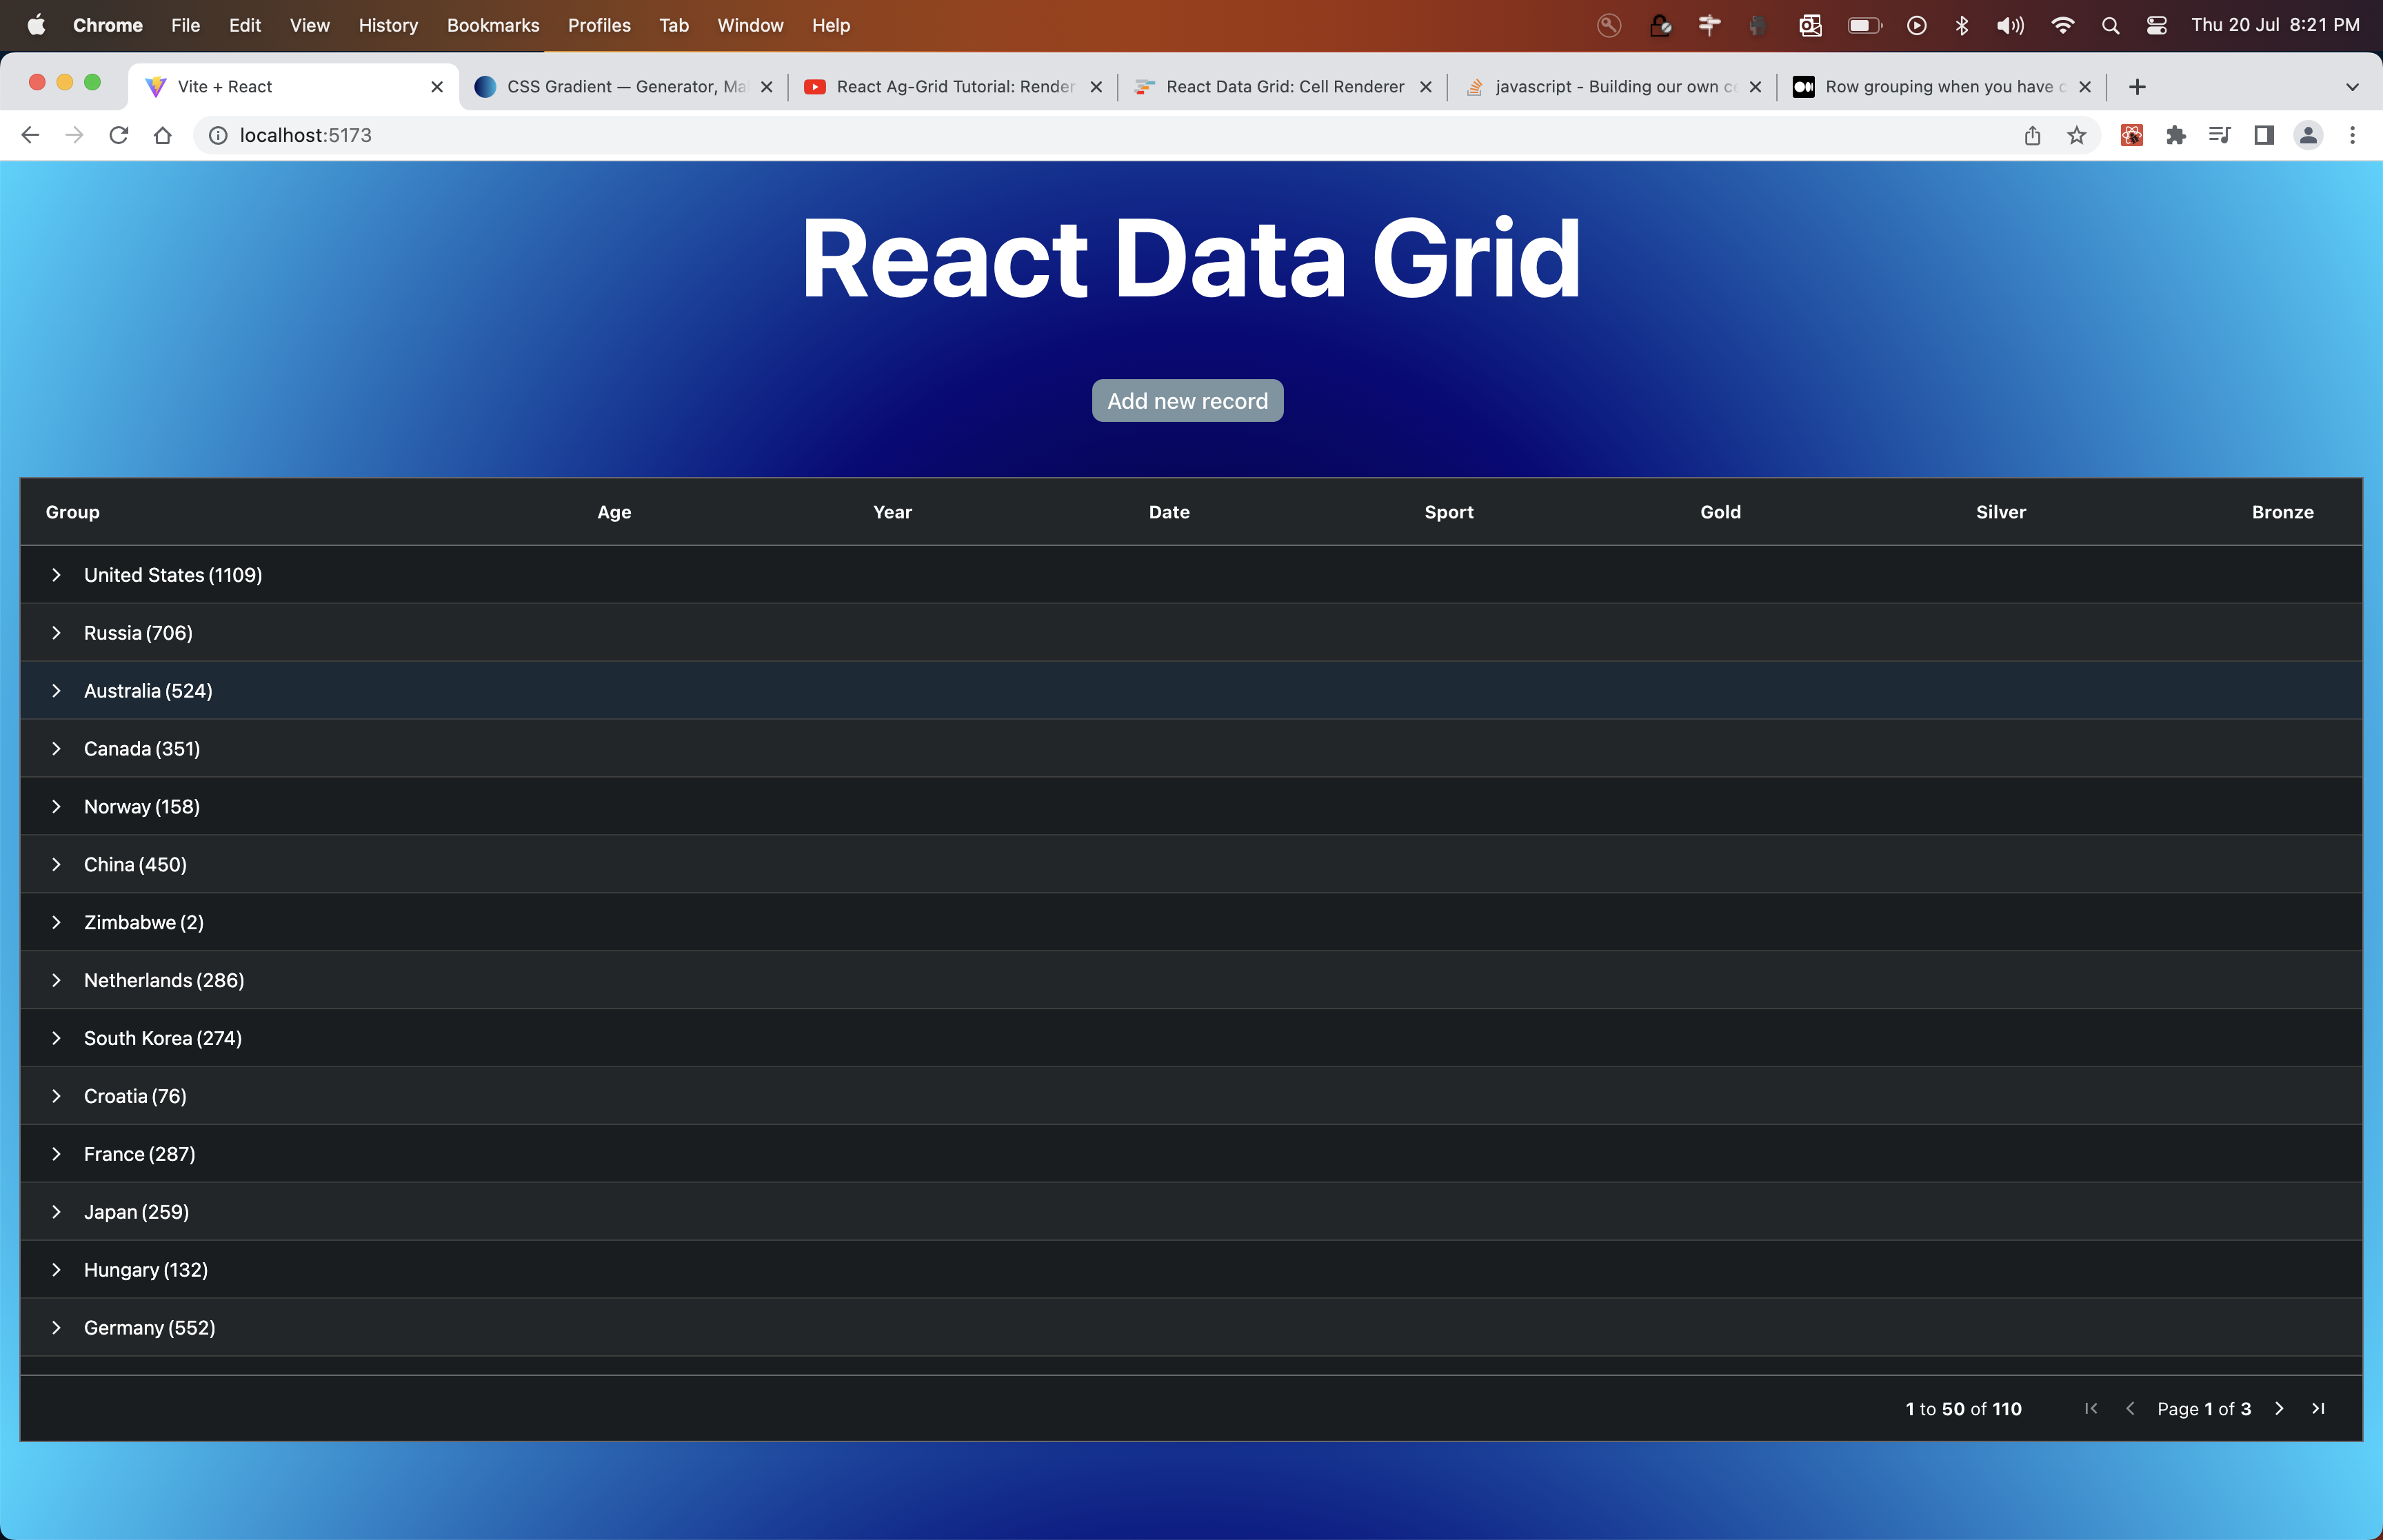 Chrome File Edit View History Bookmarks Profiles Tab Window Help Thu 20 Jul 8:21 PM
Vite + React CSS Gradient — Generator, Ma React Ag-Grid Tutorial: Render React Data Grid: Cell Renderer javascript - Building our own ce Row grouping when you have c
localhost:5173
React Data Grid
Add new record
Group Age Year Date Sport Gold Silver Bronze
United States (1109)
Russia (706)
Australia (524)
Canada (351)
Norway (158)
China (450)
Zimbabwe (2)
Netherlands (286)
South Korea (274)
Croatia (76)
France (287)
Japan (259)
Hungary (132)
Germany (552)
1 to 50 of 110 Page 1 of 3